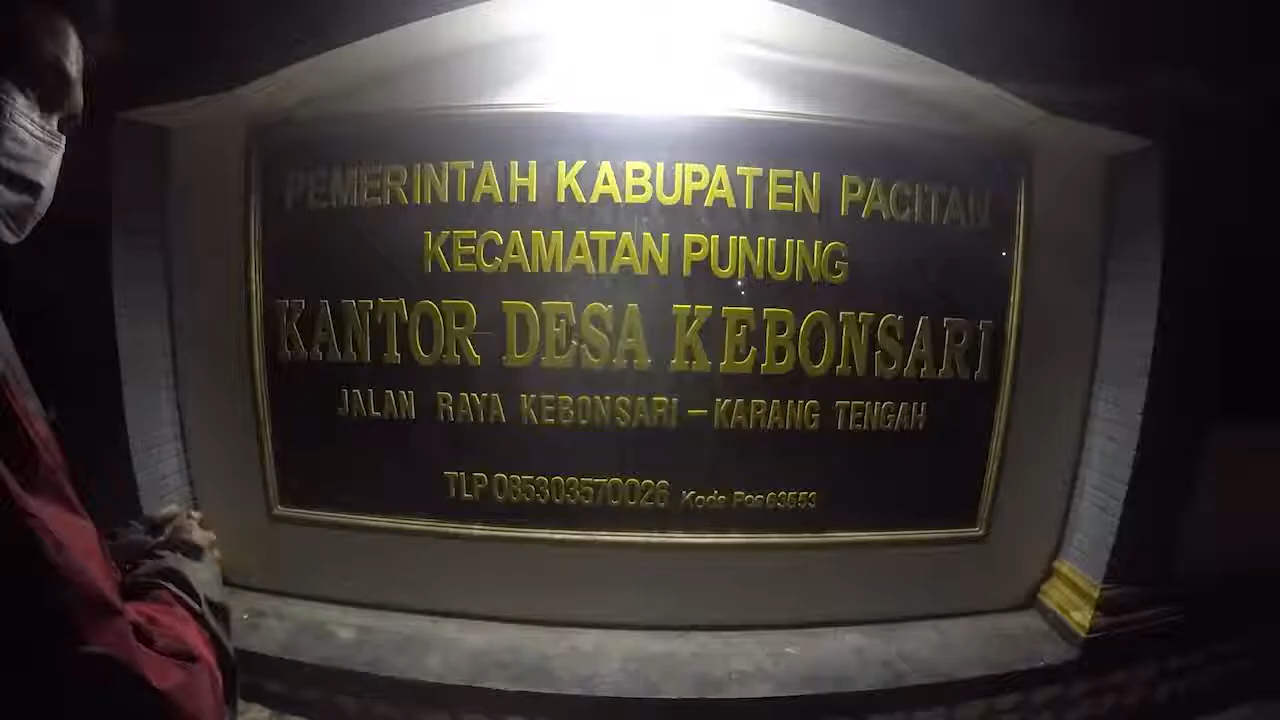 PEMERINTAH KABUPATEN PACITAN
KECAMATAN PUNUNG
KANTOR DESA KEBONSARI
JALAN RAYA KEBONSARI – KARANG TENGAH
TLP 085303570026 Kode Pos 63553